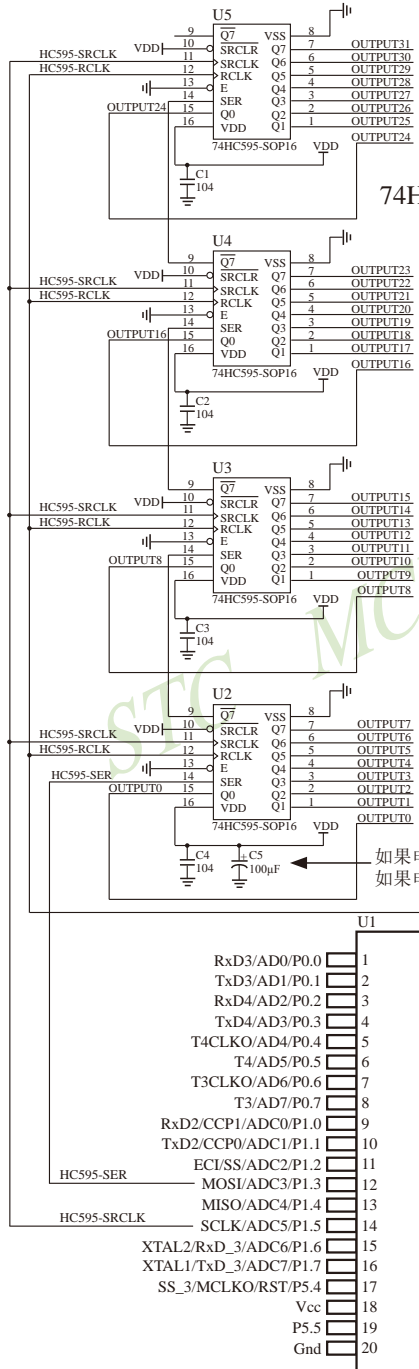 U5
9 Q7 VSS 8
VDD 10 SRCLR Q7 7 OUTPUT31
HC595-SRCLK 11 SRCLK Q6 6 OUTPUT30
HC595-RCLK 12 RCLK Q5 5 OUTPUT29
13 E Q4 4 OUTPUT28
14 SER Q3 3 OUTPUT27
OUTPUT24 15 Q0 Q2 2 OUTPUT26
16 VDD Q1 1 OUTPUT25
OUTPUT24
74HC595-SOP16 VDD
C1
104
74H
U4
9 Q7 VSS 8
VDD 10 SRCLR Q7 7 OUTPUT23
HC595-SRCLK 11 SRCLK Q6 6 OUTPUT22
HC595-RCLK 12 RCLK Q5 5 OUTPUT21
13 E Q4 4 OUTPUT20
14 SER Q3 3 OUTPUT19
OUTPUT16 15 Q0 Q2 2 OUTPUT18
16 VDD Q1 1 OUTPUT17
OUTPUT16
74HC595-SOP16 VDD
C2
104
U3
9 Q7 VSS 8
VDD 10 SRCLR Q7 7 OUTPUT15
HC595-SRCLK 11 SRCLK Q6 6 OUTPUT14
HC595-RCLK 12 RCLK Q5 5 OUTPUT13
13 E Q4 4 OUTPUT12
14 SER Q3 3 OUTPUT11
OUTPUT8 15 Q0 Q2 2 OUTPUT10
16 VDD Q1 1 OUTPUT9
OUTPUT8
74HC595-SOP16 VDD
C3
104
STC MC
U2
9 Q7 VSS 8
VDD 10 SRCLR Q7 7 OUTPUT7
HC595-SRCLK 11 SRCLK Q6 6 OUTPUT6
HC595-RCLK 12 RCLK Q5 5 OUTPUT5
13 E Q4 4 OUTPUT4
HC595-SER 14 SER Q3 3 OUTPUT3
OUTPUT0 15 Q0 Q2 2 OUTPUT2
16 VDD Q1 1 OUTPUT1
OUTPUT0
74HC595-SOP16 VDD
C4
104
+ C5
100μF
如果电
如果电
U1
RxD3/AD0/P0.0 1
TxD3/AD1/P0.1 2
RxD4/AD2/P0.2 3
TxD4/AD3/P0.3 4
T4CLKO/AD4/P0.4 5
T4/AD5/P0.5 6
T3CLKO/AD6/P0.6 7
T3/AD7/P0.7 8
RxD2/CCP1/ADC0/P1.0 9
TxD2/CCP0/ADC1/P1.1 10
ECI/SS/ADC2/P1.2 11
HC595-SER MOSI/ADC3/P1.3 12
MISO/ADC4/P1.4 13
HC595-SRCLK SCLK/ADC5/P1.5 14
XTAL2/RxD_3/ADC6/P1.6 15
XTAL1/TxD_3/ADC7/P1.7 16
SS_3/MCLKO/RST/P5.4 17
Vcc 18
P5.5 19
Gnd 20